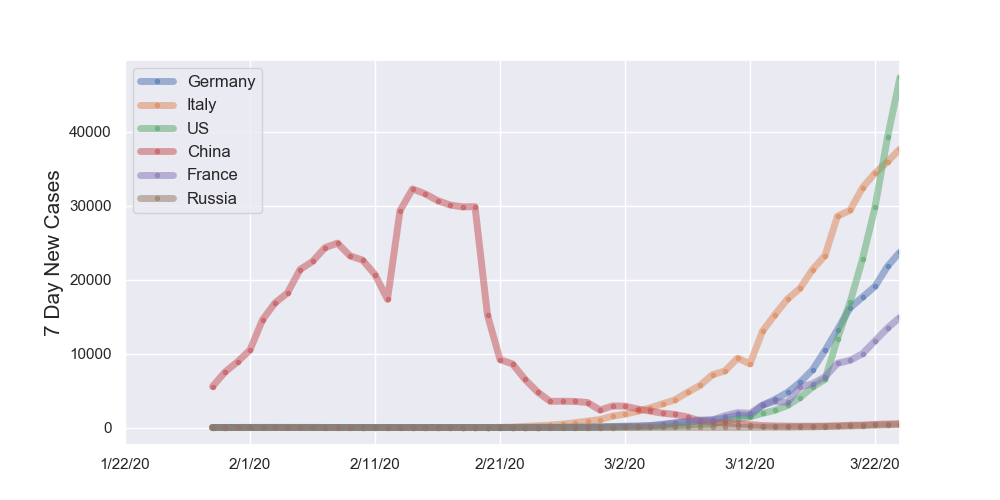 Germany
Italy
US
China
France
Russia
7 Day New Cases
40000
30000
20000
10000
0
1/22/20 2/1/20 2/11/20 2/21/20 3/2/20 3/12/20 3/22/20